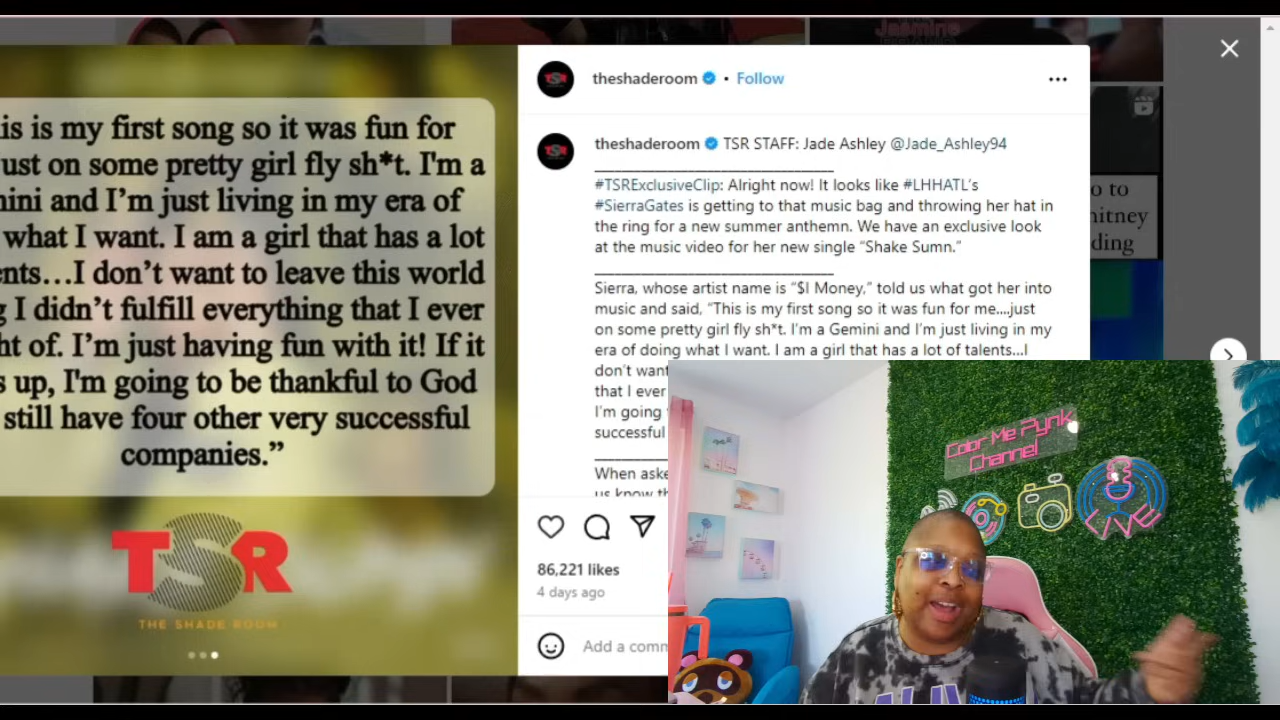 Jasmine
is is my first song so it was fun for
ust on some pretty girl fly sh*t. I'm a
nini and I’m just living in my era of
what I want. I am a girl that has a lot
ents…I don’t want to leave this world
g I didn’t fulfill everything that I ever
ht of. I’m just having fun with it! If it
s up, I'm going to be thankful to God
still have four other very successful
companies.”
TSR
THE SHADE ROOM
TSR
theshaderoom • Follow
TSR
theshaderoom TSR STAFF: Jade Ashley @Jade_Ashley94
#TSRExclusiveClip: Alright now! It looks like #LHHATL’s
#SierraGates is getting to that music bag and throwing her hat in
the ring for a new summer anthemn. We have an exclusive look
at the music video for her new single “Shake Sumn.”
Sierra, whose artist name is “$I Money,” told us what got her into
music and said, “This is my first song so it was fun for me....just
on some pretty girl fly sh*t. I’m a Gemini and I’m just living in my
era of doing what I want. I am a girl that has a lot of talents…I
don’t want
that I ever
I’m going
successful
When aske
us know th
86,221 likes
4 days ago
Add a comm
o to
hitney
ding
Color Me Pynk
Channel
LIVE